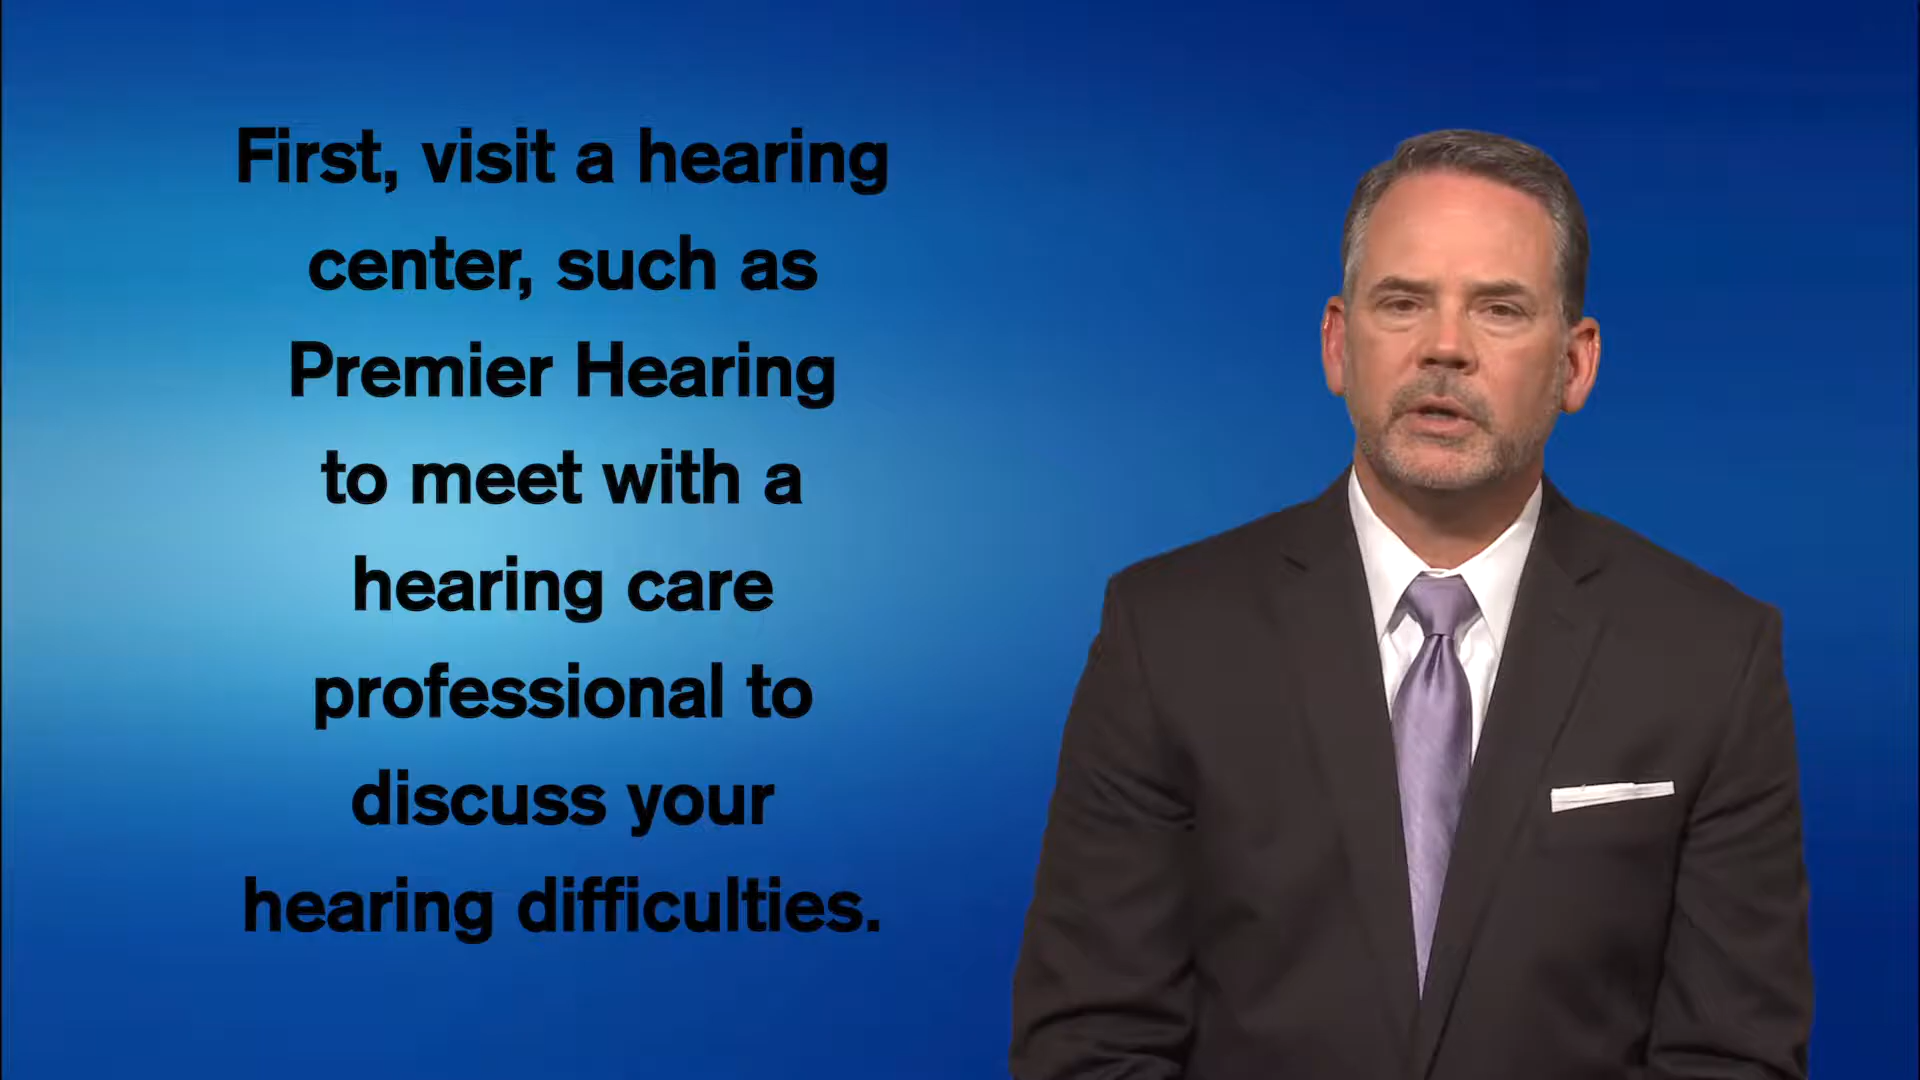 First, visit a hearing
center, such as
Premier Hearing
to meet with a
hearing care
professional to
discuss your
hearing difficulties.